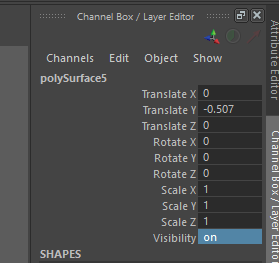 Channel Box / Layer Editor
Channels Edit Object Show
polySurface5
Translate X 0
Translate Y -0.507
Translate Z 0
Rotate X 0
Rotate Y 0
Rotate Z 0
Scale X 1
Scale Y 1
Scale Z 1
Visibility on
SHAPES
Attribute Editor
Channel Box / Layer Editor